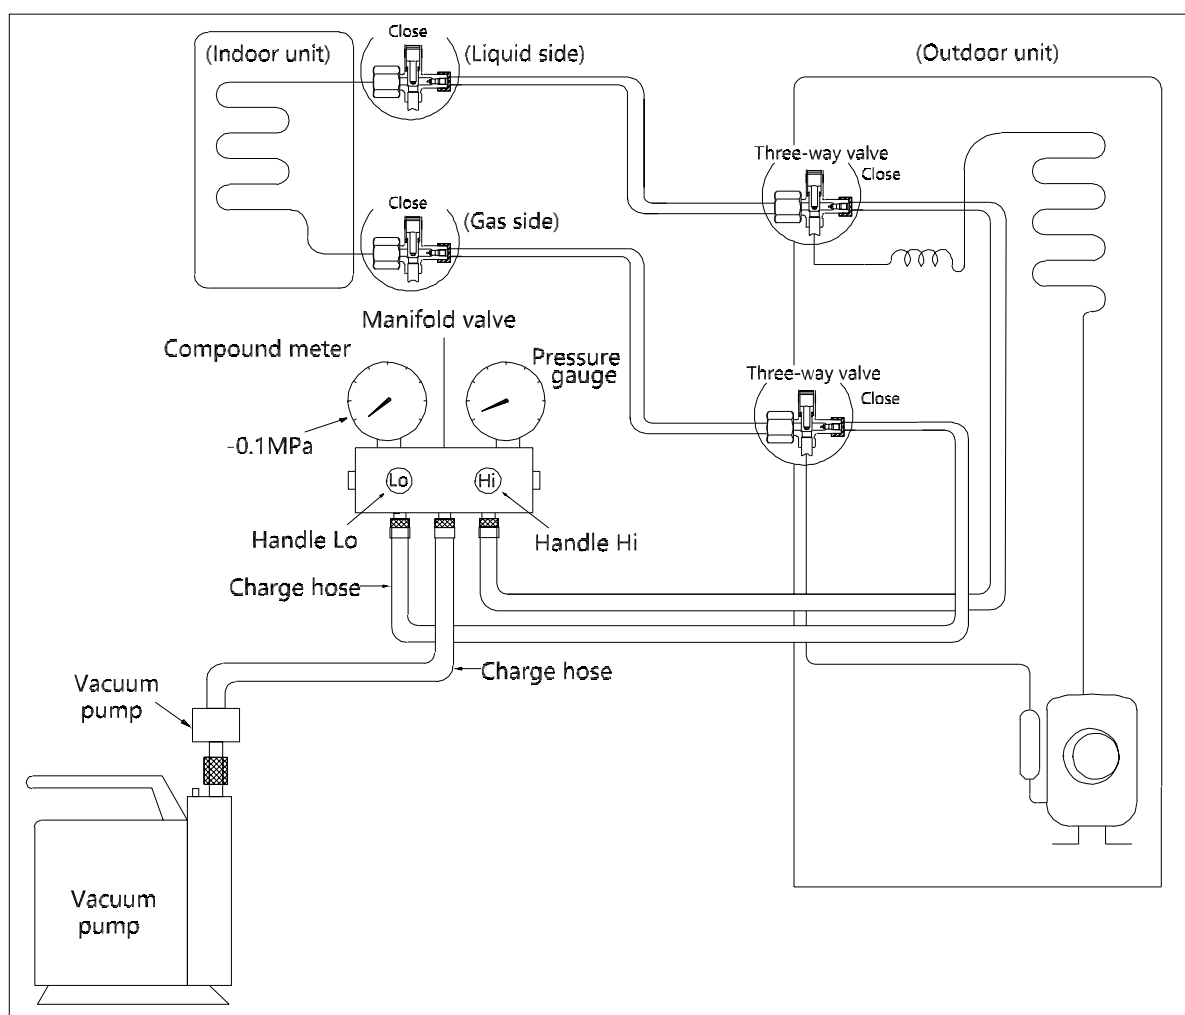 Close
(Indoor unit)
(Liquid side)
(Outdoor unit)
Three-way valve
Close
Close
(Gas side)
Manifold valve
Compound meter
Pressure
gauge
Three-way valve
Close
-0.1MPa
Lo
Hi
Handle Lo
Handle Hi
Charge hose
Charge hose
Vacuum
pump
Vacuum
pump